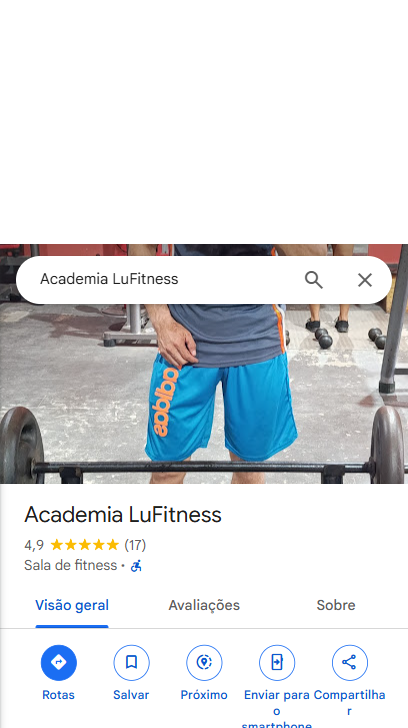 Academia LuFitness
adidas
Academia LuFitness
4,9 (17)
Sala de fitness ·
Visão geral Avaliações Sobre
Rotas Salvar Próximo Enviar para o smartphone Compartilhar